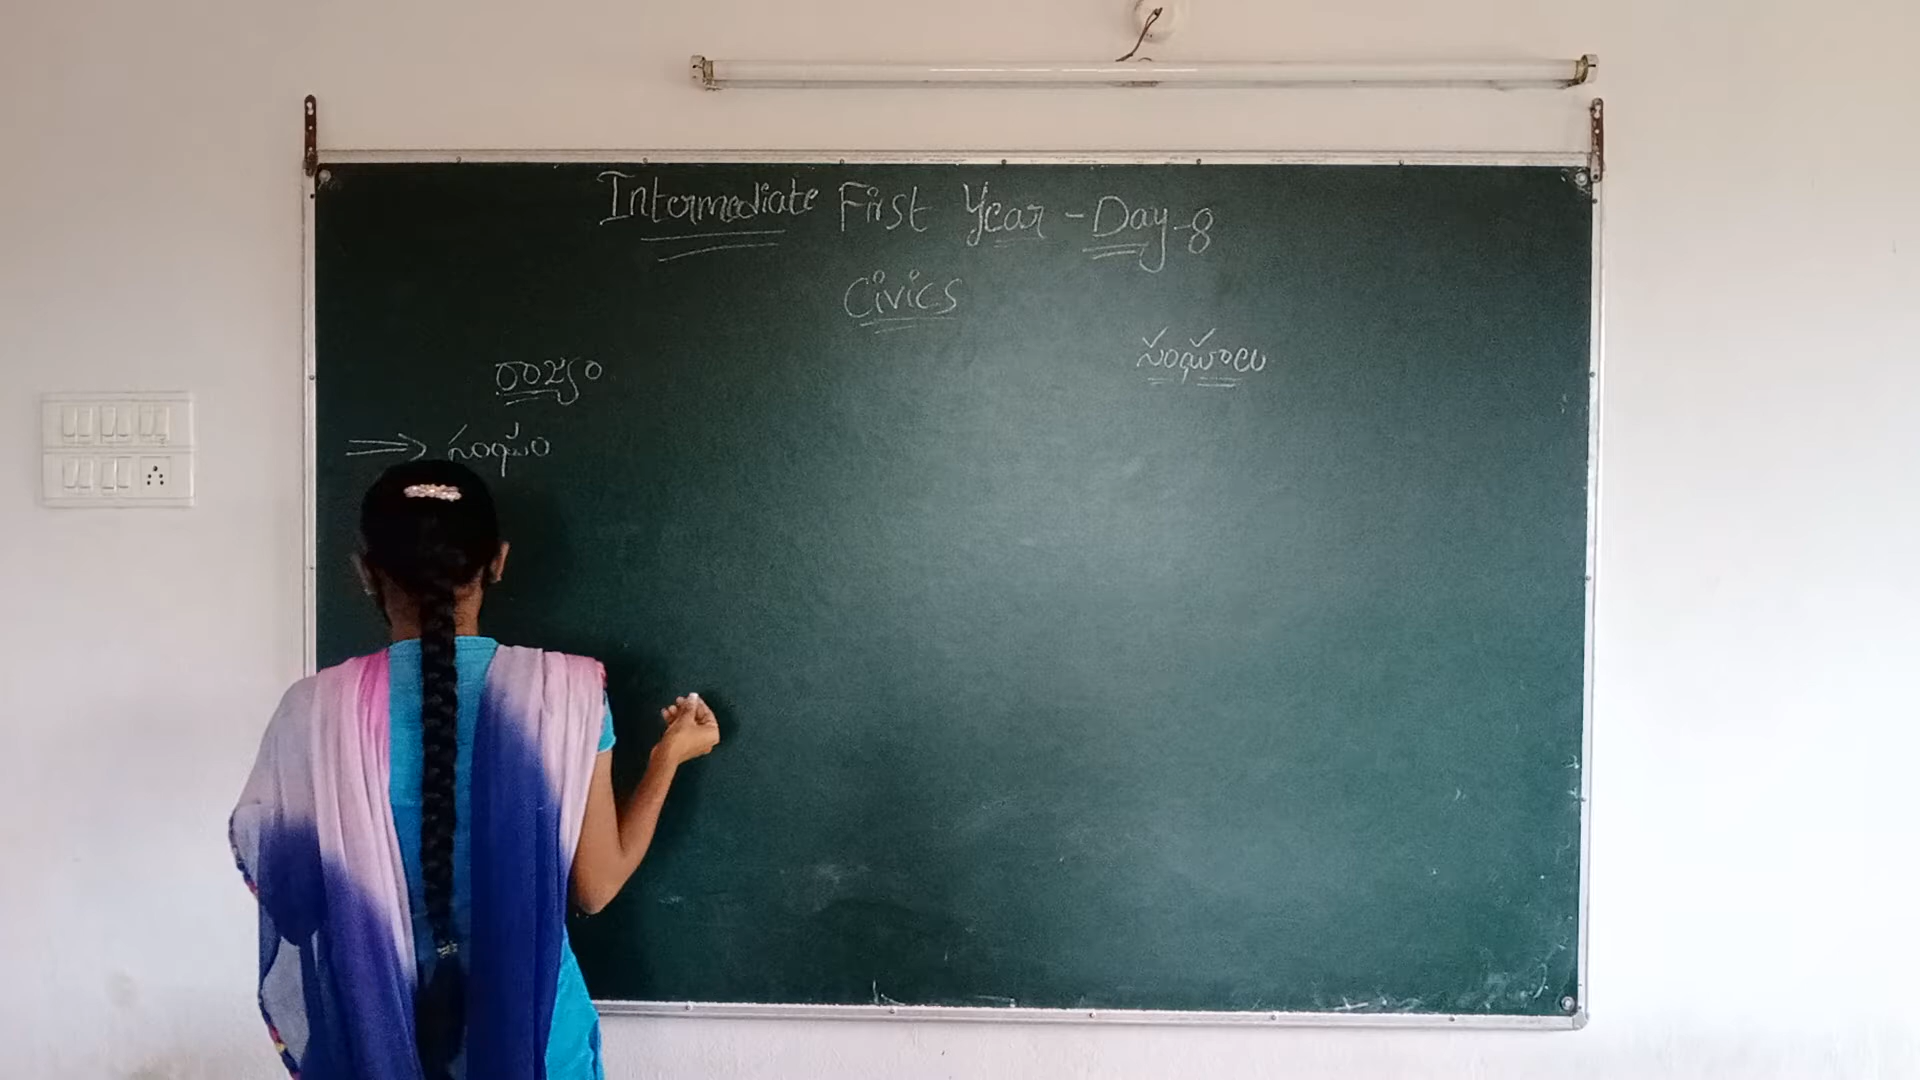 Intermediate First Year - Day-8
Civics
రాజ్యం
సంఘాలు
⇒ సంఘం